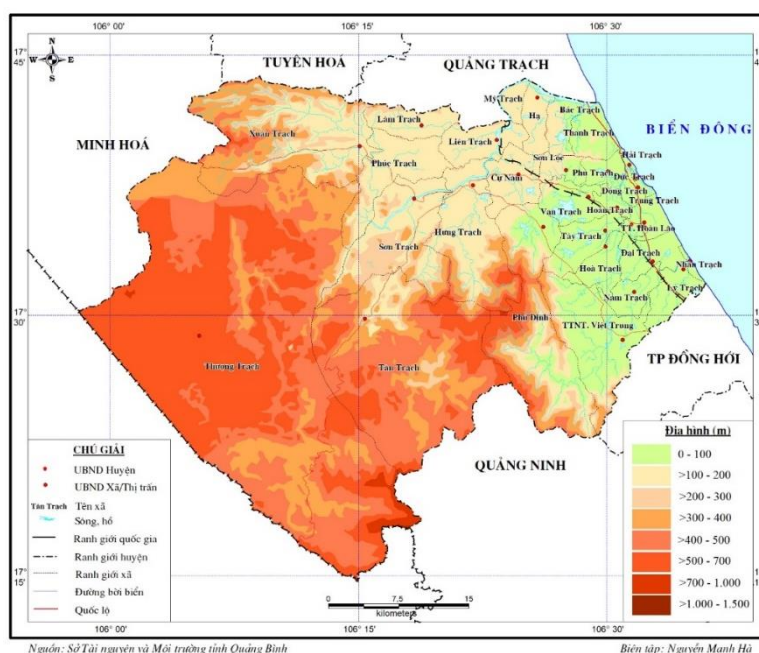 106° 00'
106° 15'
106° 30'
17°
45'
TUYÊN HOÁ
QUẢNG TRẠCH
N
W
E
S
MINH HOÁ
BIỂN ĐÔNG
Mỹ Trạch
Hạ
Bắc Trạch
Thanh Trạch
Lâm Trạch
Xuân Trạch
Liên Trạch
Phúc Trạch
Sơn Lộc
Hải Trạch
Phú Trạch
Đức Trạch
Cự Nẫm
Đồng Trạch
Trung Trạch
Vạn Trạch
Hoàn Trạch
Hưng Trạch
Tây Trạch
TT. Hoàn Lão
Sơn Trạch
Đại Trạch
Hoà Trạch
Nhân Trạch
Lý Trạch
Nam Trạch
30'
Phú Định
TTNT. Việt Trung
TP ĐỒNG HỚI
Thượng Trạch
Tân Trạch
QUẢNG NINH
CHÚ GIẢI
UBND Huyện
UBND Xã/Thị trấn
Tân Trạch Tên xã
Sông, hồ
Ranh giới quốc gia
Ranh giới huyện
Ranh giới xã
Đường bời biển
Quốc lộ
Địa hình (m)
0 - 100
>100 - 200
>200 - 300
>300 - 400
>400 - 500
>500 - 700
>700 - 1.000
>1.000 - 1.500
17°
15'
0 7.5 15
kilometers
106° 00'
106° 15'
106° 30'
Nguồn: Sở Tài nguyên và Môi trường tỉnh Quảng Bình
Biên tập: Nguyễn Mạnh Hà